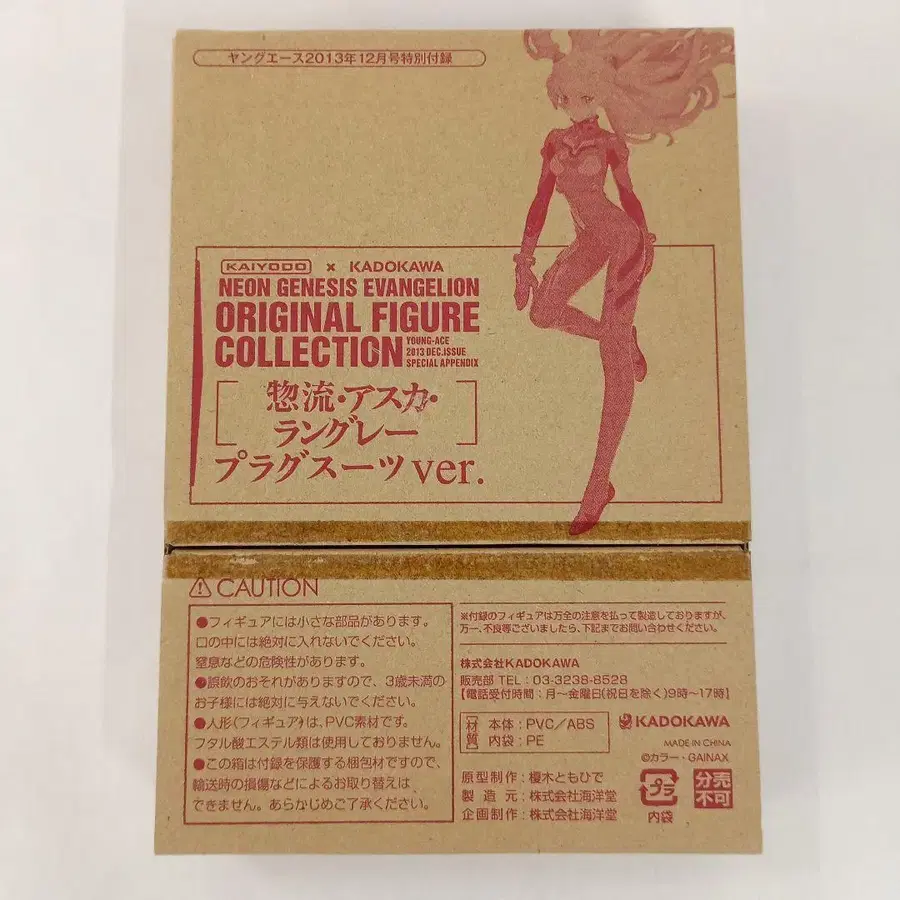 ヤングエース2013年12月号特別付録
KAIYODO × KADOKAWA
NEON GENESIS EVANGELION
ORIGINAL FIGURE
COLLECTION
YOUNG-ACE
2013 DEC.ISSUE
SPECIAL APPENDIX
惣流・アスカ・
ラングレー
プラグスーツver.
CAUTION
●フィギュアには小さな部品があります。
口の中には絶対に入れないでください。
窒息などの危険性があります。
●誤飲のおそれがありますので、3歳未満の
お子様には絶対に与えないでください。
●人形(フィギュア)は、PVC素材です。
フタル酸エステル類は使用しておりません。
●この箱は付録を保護する梱包材ですので、
輸送時の損傷などによるお取り替えは
できません。あらかじめご了承ください。
※付録のフィギュアは万全の注意を払って製造しておりますが、
万一、不良等ございましたら、下記までお問い合わせください。
株式会社KADOKAWA
販売部 TEL：03-3238-8528
【電話受付時間：月〜金曜日(祝日を除く)9時〜17時】
材質
本体：PVC／ABS
内袋：PE
KADOKAWA
MADE IN CHINA
©カラー・GAINAX
原型制作：榎木ともひで
製造元：株式会社海洋堂
企画制作：株式会社海洋堂
プラ
内袋
分売
不可